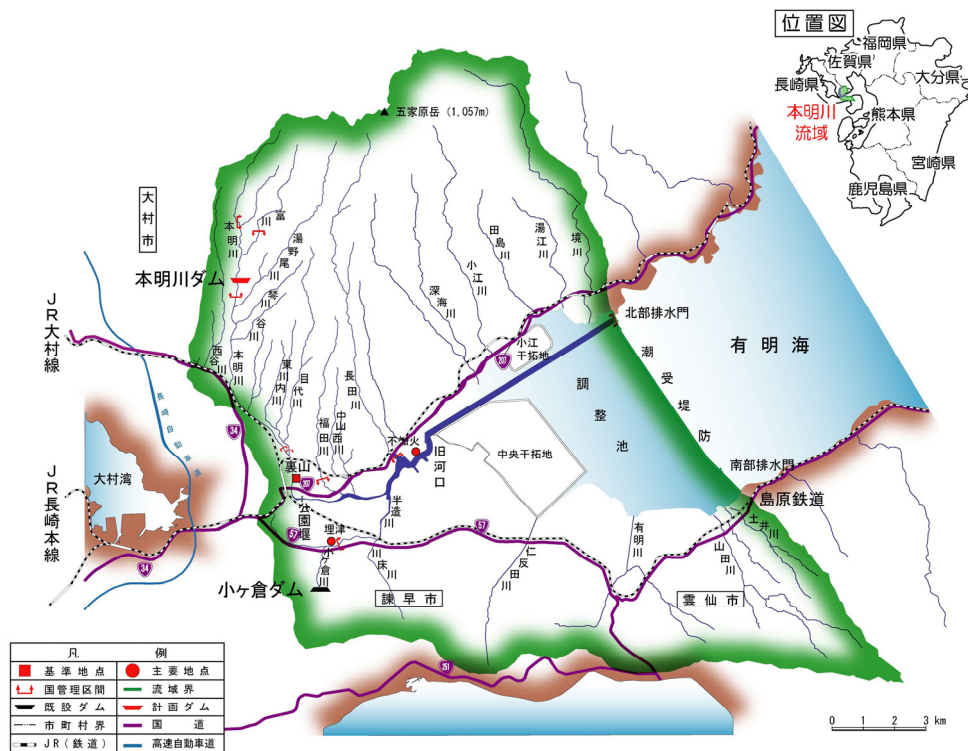 位置図
福岡県
佐賀県
大分県
長崎県
熊本県
本明川
流域
宮崎県
鹿児島県
五家原岳 (1,057m)
大村市
本明川
富川
湯野尾川
琴川
谷川
本明川ダム
田島川
湯江川
境川
小江川
深海川
JR大村線
西谷川
本明川
東川内川
目代川
福田川
中山西川
長田川
長崎自動車道
34
207
小江
干拓地
北部排水門
潮受堤防
有明海
調整池
不知火
旧河口
中央干拓地
南部排水門
島原鉄道
大村湾
裏山
207
公園堰
半造川
57
埋津
57
JR長崎本線
34
小ヶ倉川
小ヶ倉ダム
川床川
仁反田川
有明川
山田川
土井川
諫早市
雲仙市
251
凡例
基準地点
主要地点
国管理区間
流域界
既設ダム
計画ダム
市町村界
国道
JR(鉄道)
高速自動車道
0 1 2 3 km